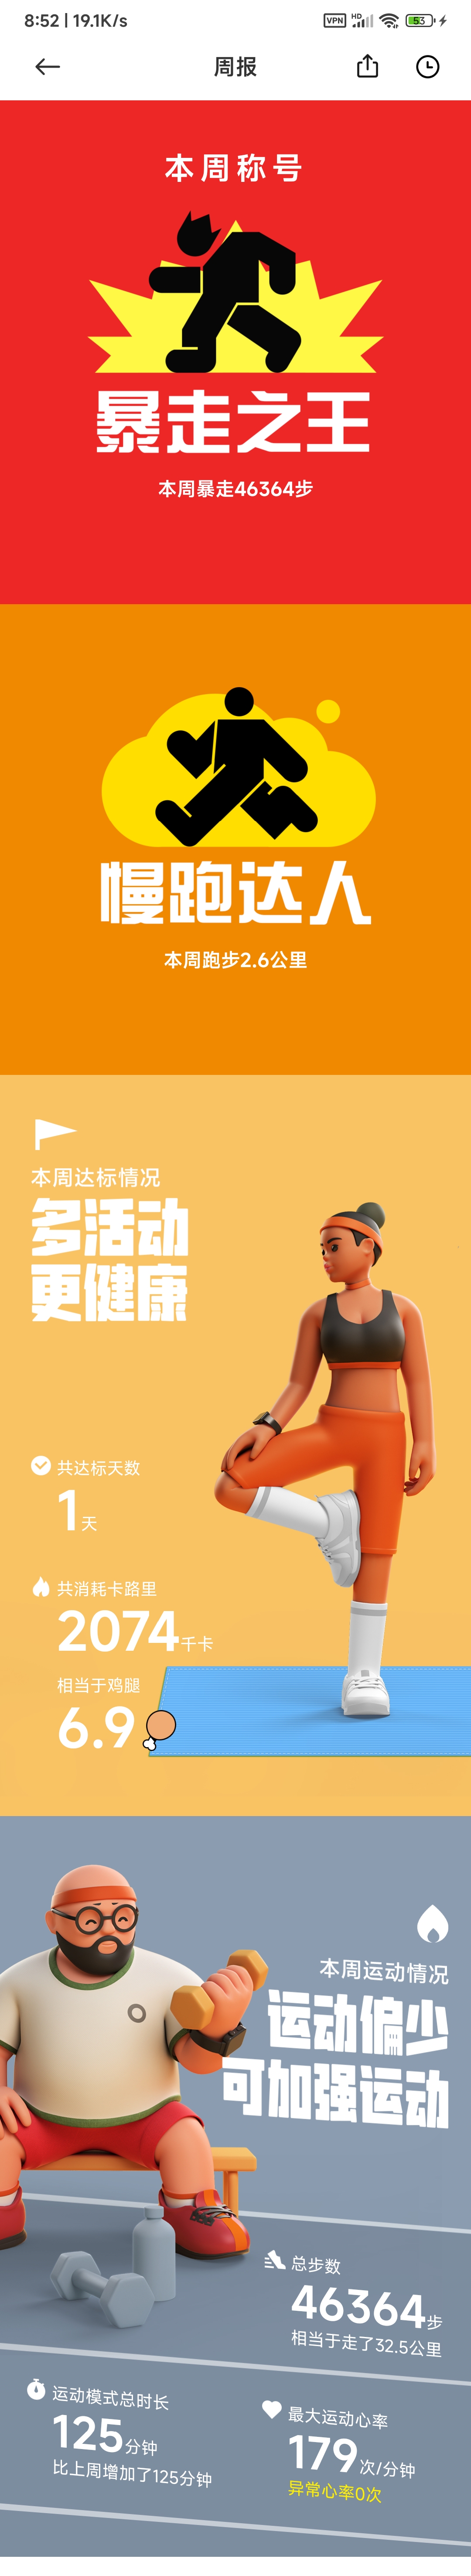 8:52 | 19.1K/s VPN HD 53
周报
本周称号
暴走之王
本周暴走46364步
慢跑达人
本周跑步2.6公里
本周达标情况
多活动
更健康
共达标天数
1天
共消耗卡路里
2074千卡
相当于鸡腿
6.9
本周运动情况
运动偏少
可加强运动
总步数
46364步
相当于走了32.5公里
运动模式总时长
125分钟
比上周增加了125分钟
最大运动心率
179次/分钟
异常心率0次